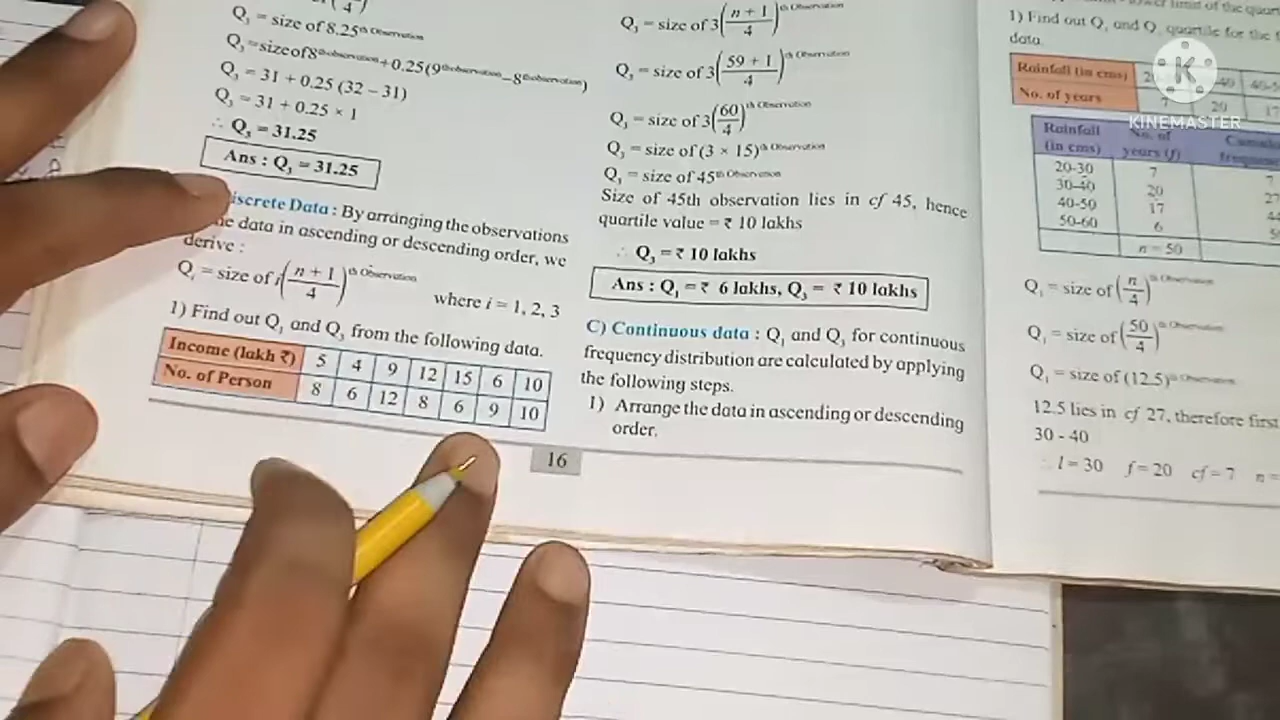 Q₃ = size of 8.25th Observation
Q₃ = size of 8th observation + 0.25 (9th observation – 8th observation)
Q₃ = 31 + 0.25 (32 – 31)
Q₃ = 31 + 0.25 × 1
∴ Q₃ = 31.25
Ans : Q₃ = 31.25
iscrete Data : By arranging the observations
data in ascending or descending order, we
derive :
Qᵢ = size of i((n + 1)/4)th Observation where i = 1, 2, 3
1) Find out Q₁ and Q₃ from the following data.
Income (lakh ₹) 5 4 9 12 15 6 10
No. of Person 8 6 12 8 6 9 10
16
Q₃ = size of 3((n + 1)/4)th Observation
Q₃ = size of 3((59 + 1)/4)th Observation
Q₃ = size of 3(60/4)th Observation
Q₃ = size of (3 × 15)th Observation
Q₃ = size of 45th Observation
Size of 45th observation lies in cf 45, hence
quartile value = ₹ 10 lakhs
∴ Q₃ = ₹ 10 lakhs
Ans : Q₁ = ₹ 6 lakhs, Q₃ = ₹ 10 lakhs
C) Continuous data : Q₁ and Q₃ for continuous
frequency distribution are calculated by applying
the following steps.
1) Arrange the data in ascending or descending
order.
1) Find out Q₁ and Q quartile for the
data.
Rainfall (in cms)
No. of years 7 20 17
Rainfall No. of
(in cms) years (f)
20-30 7 7
30-40 20 27
40-50 17 44
50-60 6
n = 50
Q₁ = size of (n/4)th Observation
Q₁ = size of (50/4)th Observation
Q₁ = size of (12.5)th Observation
12.5 lies in cf 27, therefore first
30 - 40
∴ l = 30 f = 20 cf = 7 n =
K
KINEMASTER